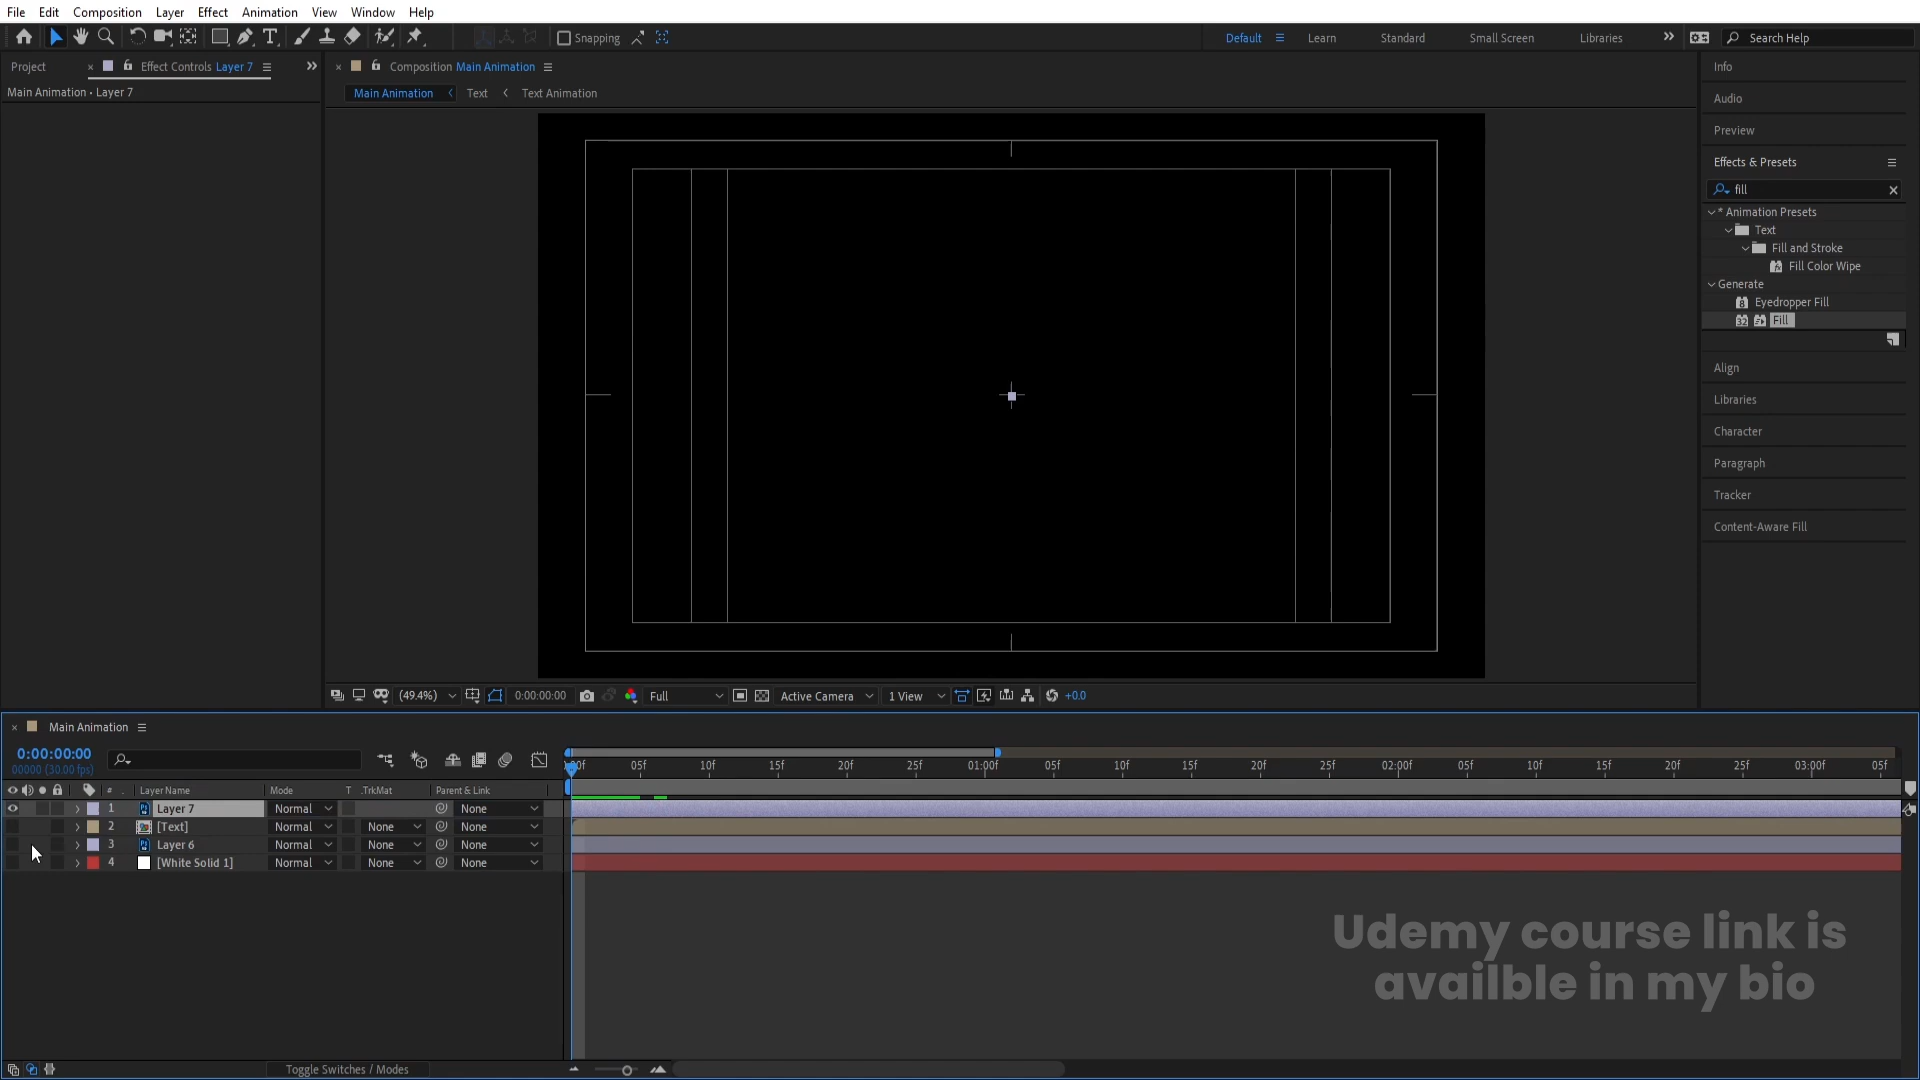 File Edit Composition Layer Effect Animation View Window Help
Snapping
Default Learn Standard Small Screen Libraries Search Help
Project Effect Controls Layer 7
Main Animation • Layer 7
Composition Main Animation
Main Animation Text Text Animation
Info
Audio
Preview
Effects & Presets
fill
* Animation Presets
Text
Fill and Stroke
Fill Color Wipe
Generate
Eyedropper Fill
Fill
Align
Libraries
Character
Paragraph
Tracker
Content-Aware Fill
(49.4%) 0:00:00:00 Full Active Camera 1 View +0.0
Main Animation
0:00:00:00
00000 (30.00 fps)
05f 10f 15f 20f 25f 01:00f 05f 10f 15f 20f 25f 02:00f 05f 10f 15f 20f 25f 03:00f 05f
# Layer Name Mode T .TrkMat Parent & Link
1 Layer 7 Normal None
2 [Text] Normal None None
3 Layer 6 Normal None None
4 [White Solid 1] Normal None None
Udemy course link is
availble in my bio
Toggle Switches / Modes